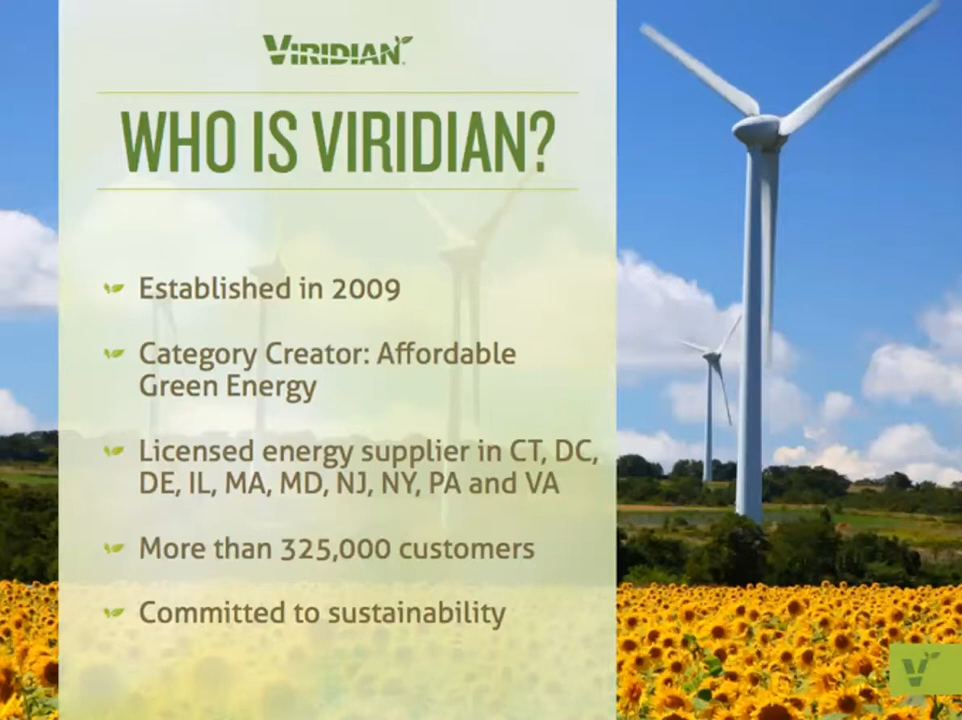 VIRIDIAN
WHO IS VIRIDIAN?
Established in 2009
Category Creator: Affordable
Green Energy
Licensed energy supplier in CT, DC,
DE, IL, MA, MD, NJ, NY, PA and VA
More than 325,000 customers
Committed to sustainability
V